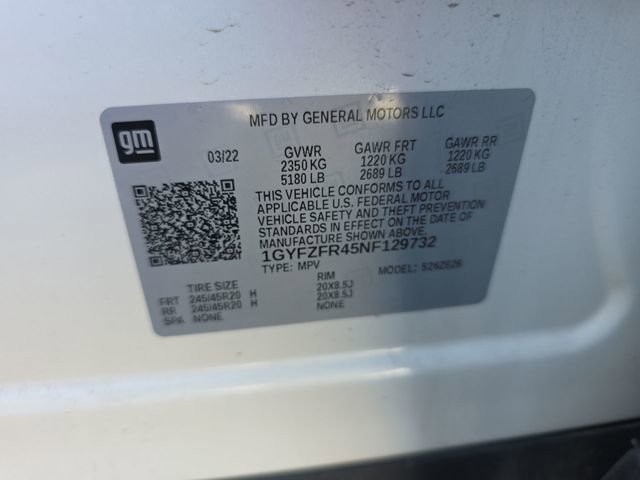 MFD BY GENERAL MOTORS LLC
gm
03/22 GVWR GAWR FRT GAWR RR
2350 KG 1220 KG 1220 KG
5180 LB 2689 LB 2689 LB
THIS VEHICLE CONFORMS TO ALL
APPLICABLE U.S. FEDERAL MOTOR
VEHICLE SAFETY AND THEFT PREVENTION
STANDARDS IN EFFECT ON THE DATE OF
MANUFACTURE SHOWN ABOVE.
1GYFZFR45NF129732
TYPE: MPV MODEL: S26ZE26
TIRE SIZE RIM
FRT 245/45R20 H 20X8.5J
RR 245/45R20 H 20X8.5J
SPA NONE NONE